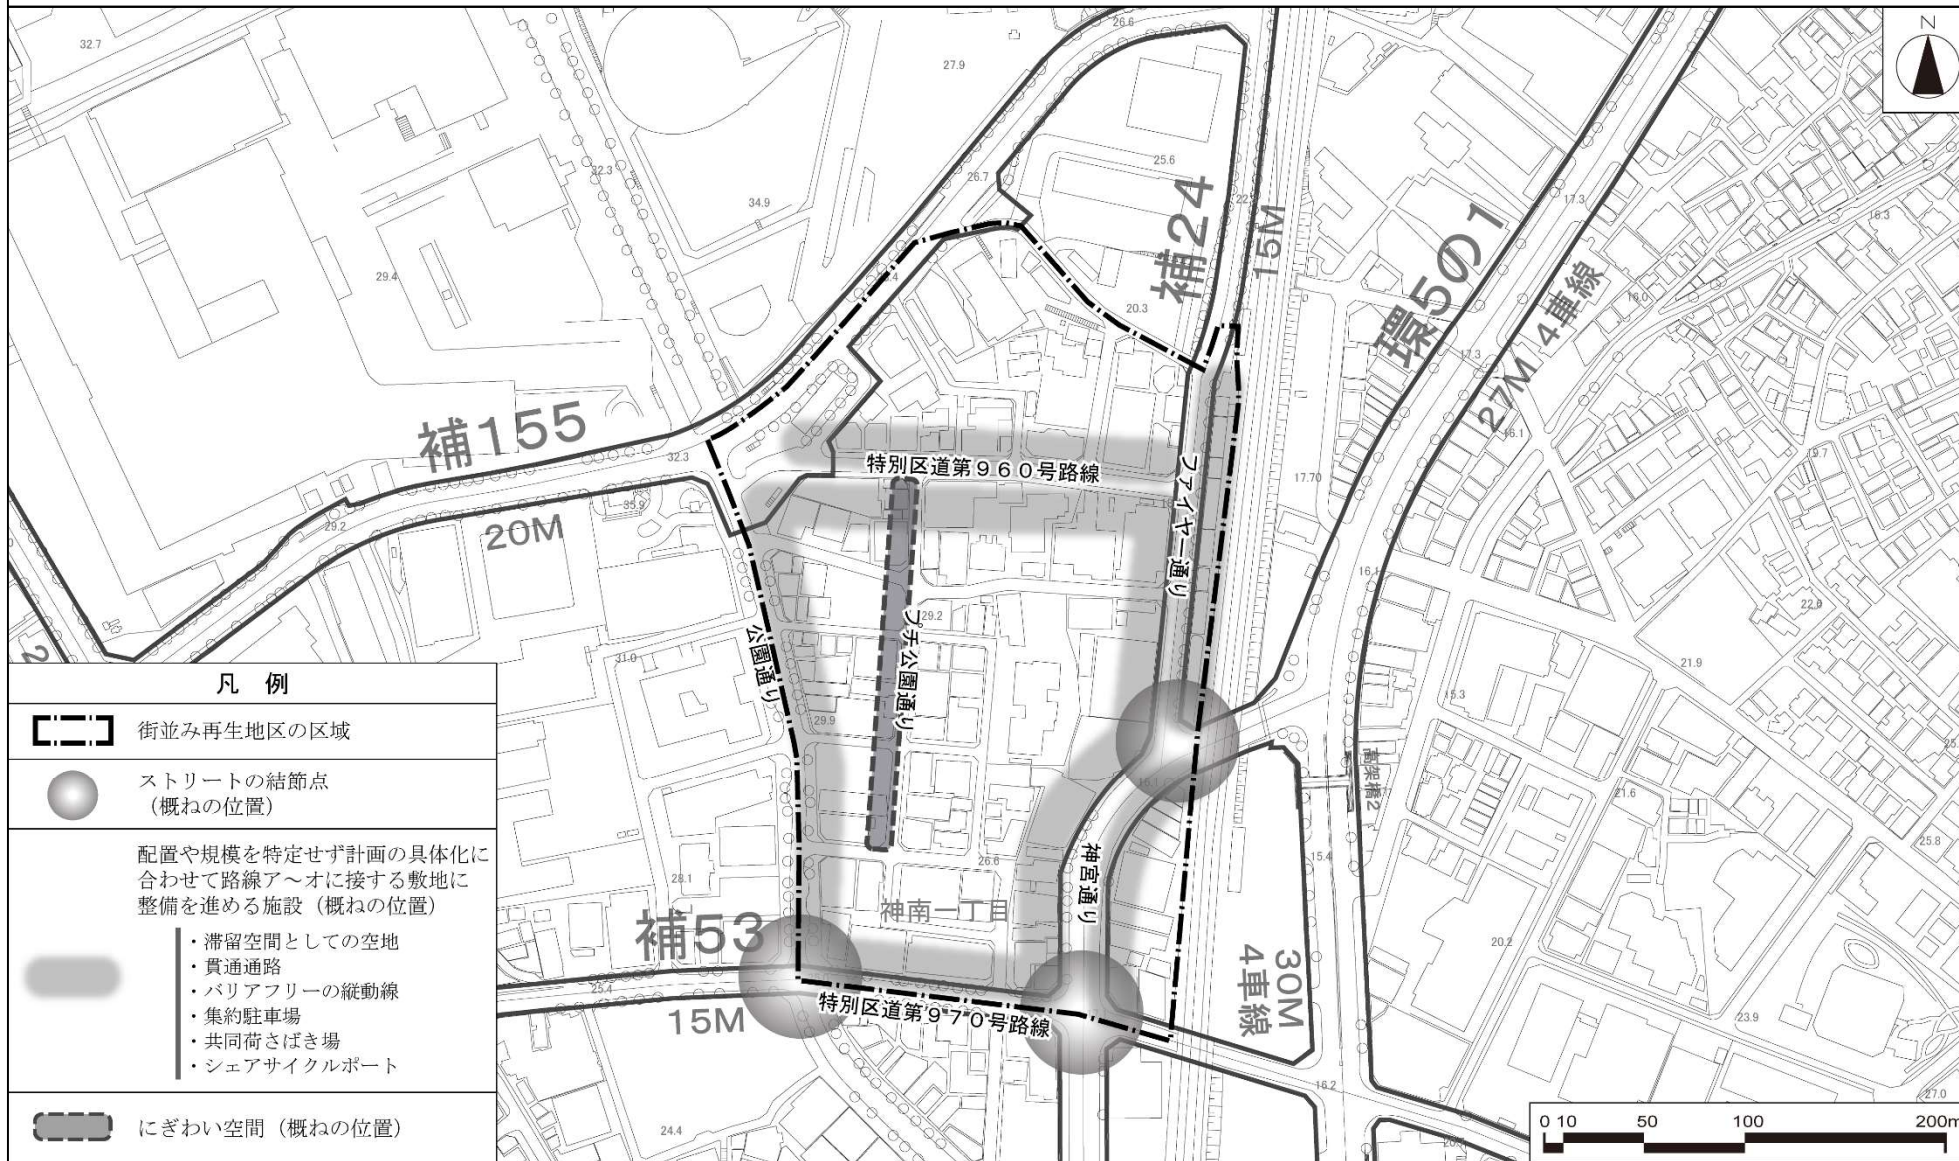 N
32.7
26.6
27.9
32.3
34.9
26.7
25.6
22
補24
15M
17.3
16.3
環5の1
29.4
20.3
18.0
27M 4車線
17.3
補155
32.3
16.1
19.7
特別区道第960号路線
17.70
35.9
29.2
20M
ファイヤー通り
16.1
22.6
29.2
プチ公園通り
公園通り
31.0
21.9
15.3
29.9
2
凡 例
街並み再生地区の区域
ストリートの結節点
(概ねの位置)
配置や規模を特定せず計画の具体化に
合わせて路線ア~オに接する敷地に
整備を進める施設(概ねの位置)
・滞留空間としての空地
・貫通通路
・バリアフリーの縦動線
・集約駐車場
・共同荷さばき場
・シェアサイクルポート
にぎわい空間(概ねの位置)
高架橋2
21.6
25.8
15.4
26.6
神宮通り
28.1
神南一丁目
補53
20.2
30M
4車線
25.4
15M
特別区道第970号路線
23.9
16.2
27.0
24.4
0 10 50 100 200m